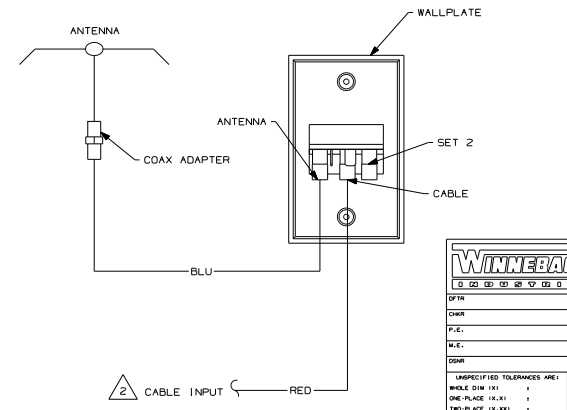 ANTENNA
WALLPLATE
ANTENNA
SET 2
COAX ADAPTER
CABLE
BLU
2 CABLE INPUT
RED
DFTR
CHKR
P.E.
M.E.
DSNR
UNSPECIFIED TOLERANCES ARE:
WHOLE DIM (X) :
ONE-PLACE (X.X) :
TWO-PLACE (X.XX) :